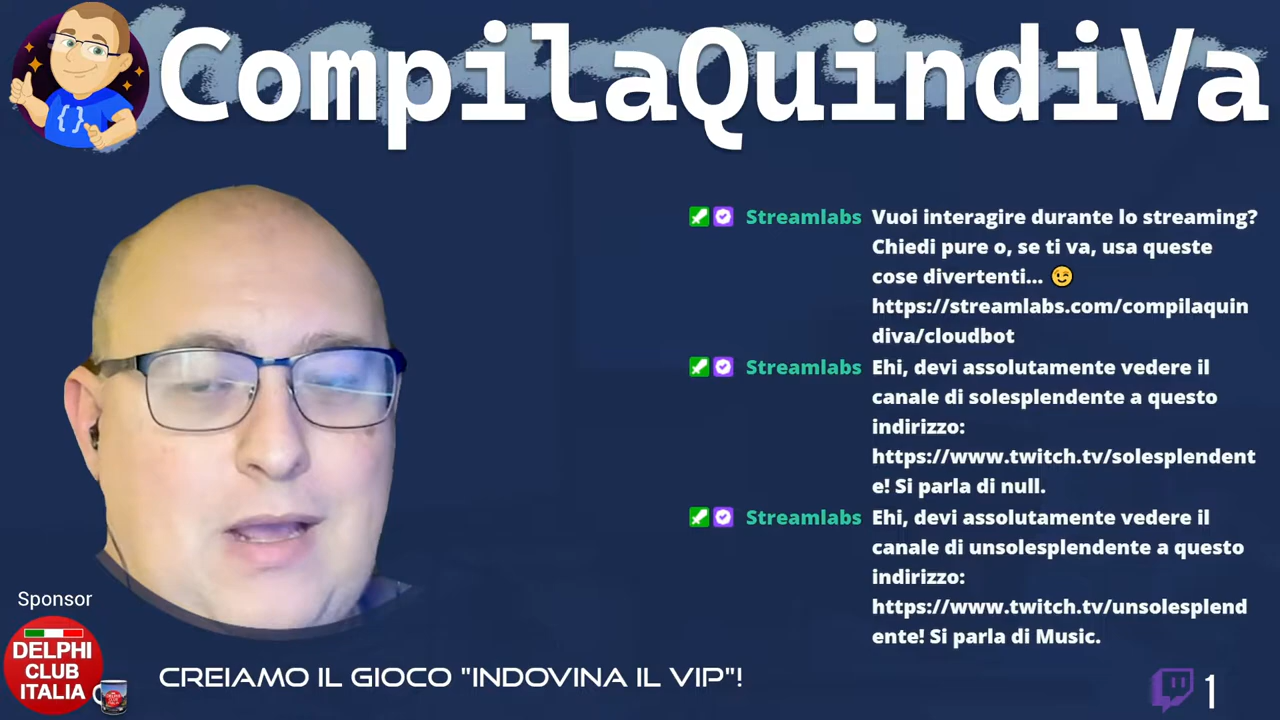 CompilaQuindiVa
{ }
Streamlabs Vuoi interagire durante lo streaming?
Chiedi pure o, se ti va, usa queste
cose divertenti... 😉
https://streamlabs.com/compilaquin
diva/cloudbot
Streamlabs Ehi, devi assolutamente vedere il
canale di solesplendente a questo
indirizzo:
https://www.twitch.tv/solesplendent
e! Si parla di null.
Streamlabs Ehi, devi assolutamente vedere il
canale di unsolesplendente a questo
indirizzo:
https://www.twitch.tv/unsolesplend
ente! Si parla di Music.
Sponsor
DELPHI
CLUB
ITALIA
CREIAMO IL GIOCO "INDOVINA IL VIP"!
1